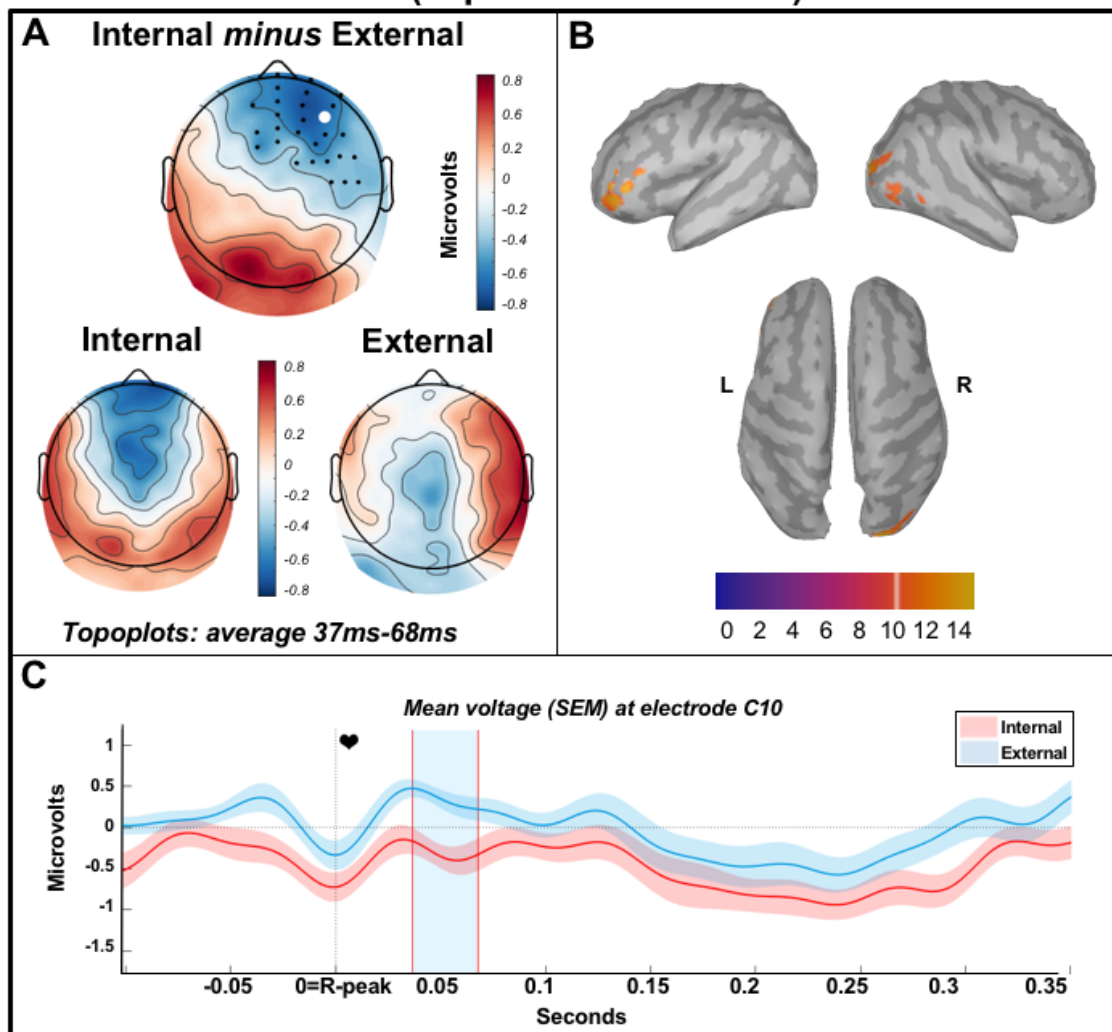 A
Internal minus External
0.8
0.6
0.4
0.2
0
-0.2
-0.4
-0.6
-0.8
Microvolts
Internal
0.8
0.6
0.2
0
-0.2
-0.4
-0.6
-0.8
External
Topoplots: average 37ms-68ms
B
L
R
0 2 4 6 8 10 12 14
C
Mean voltage (SEM) at electrode C10
Internal
External
1
0.5
0
-0.5
-1
-1.5
Microvolts
-0.05 0=R-peak 0.05 0.1 0.15 0.2 0.25 0.3 0.35
Seconds